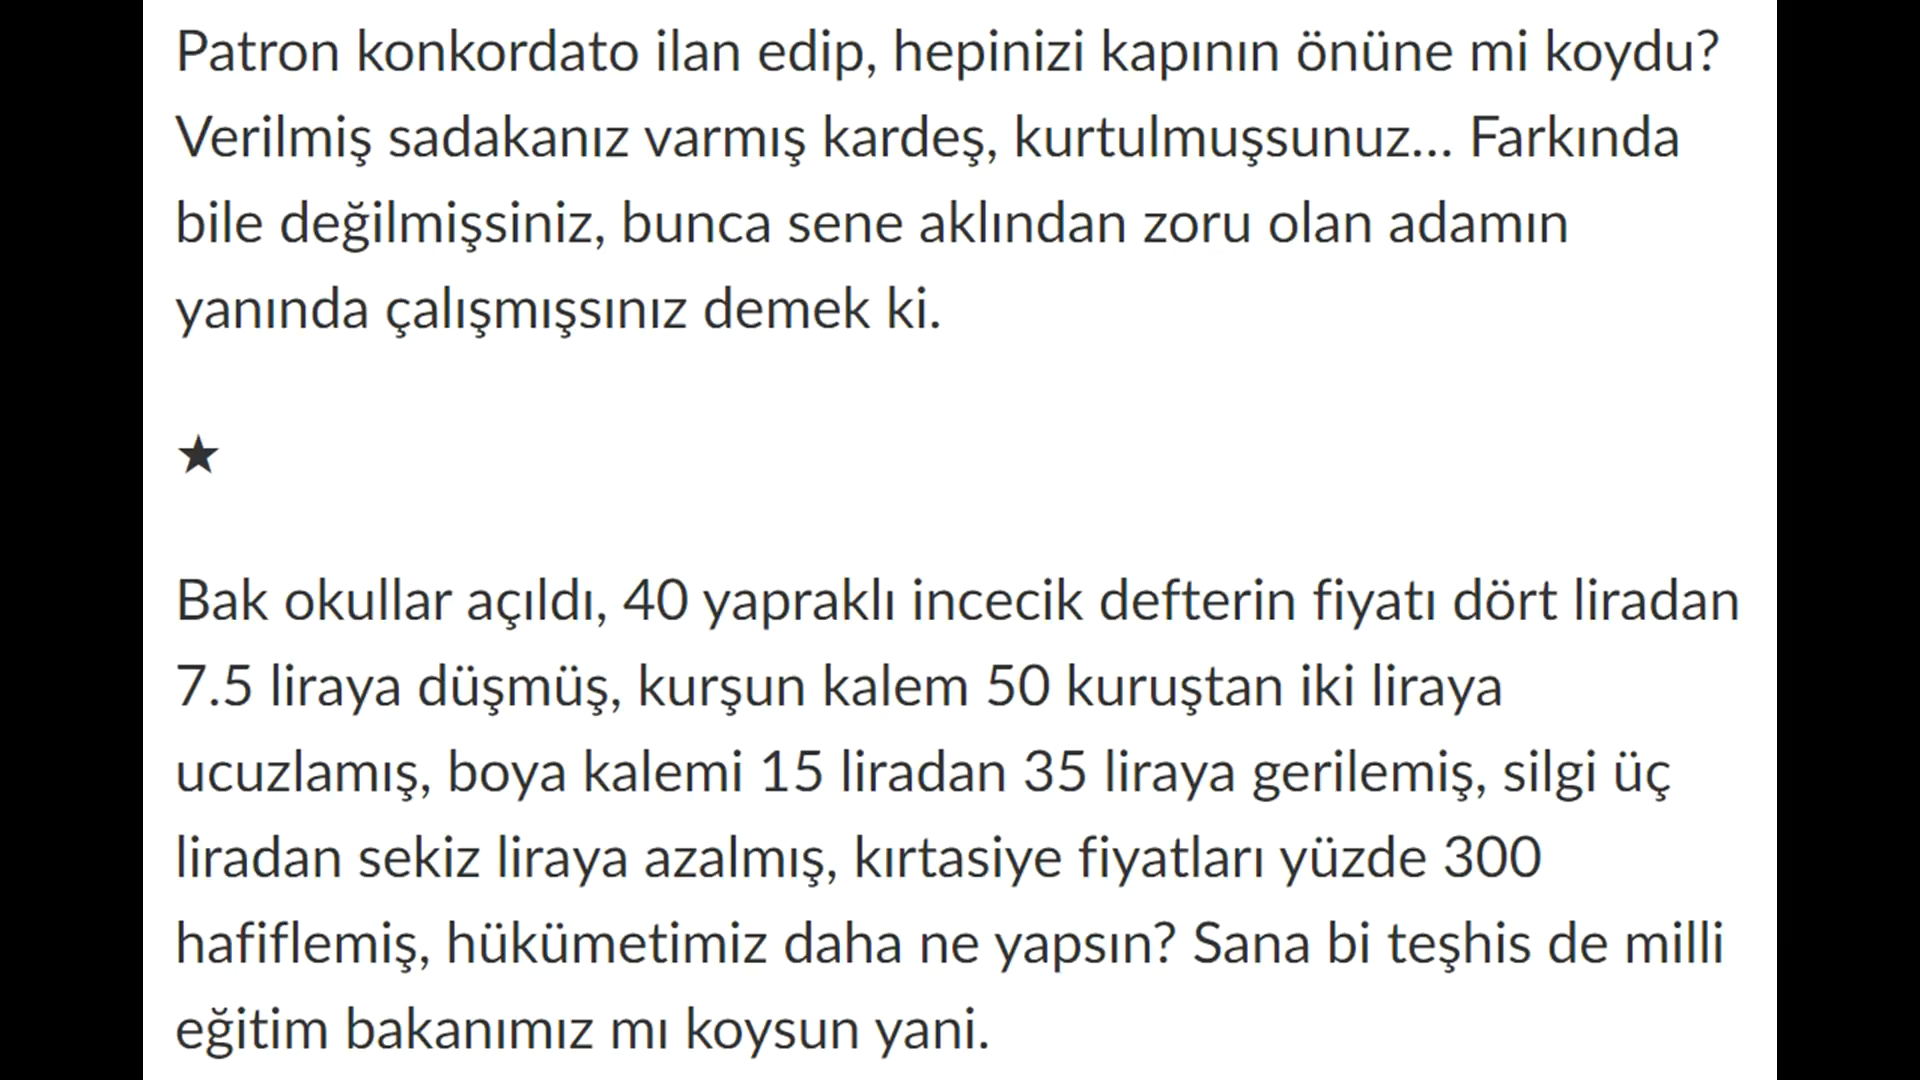 Patron konkordato ilan edip, hepinizi kapının önüne mi koydu?
Verilmiş sadakanız varmış kardeş, kurtulmuşsunuz… Farkında
bile değilmişsiniz, bunca sene aklından zoru olan adamın
yanında çalışmışsınız demek ki.
★
Bak okullar açıldı, 40 yapraklı incecik defterin fiyatı dört liradan
7.5 liraya düşmüş, kurşun kalem 50 kuruştan iki liraya
ucuzlamış, boya kalemi 15 liradan 35 liraya gerilemiş, silgi üç
liradan sekiz liraya azalmış, kırtasiye fiyatları yüzde 300
hafiflemiş, hükümetimiz daha ne yapsın? Sana bi teşhis de milli
eğitim bakanımız mı koysun yani.